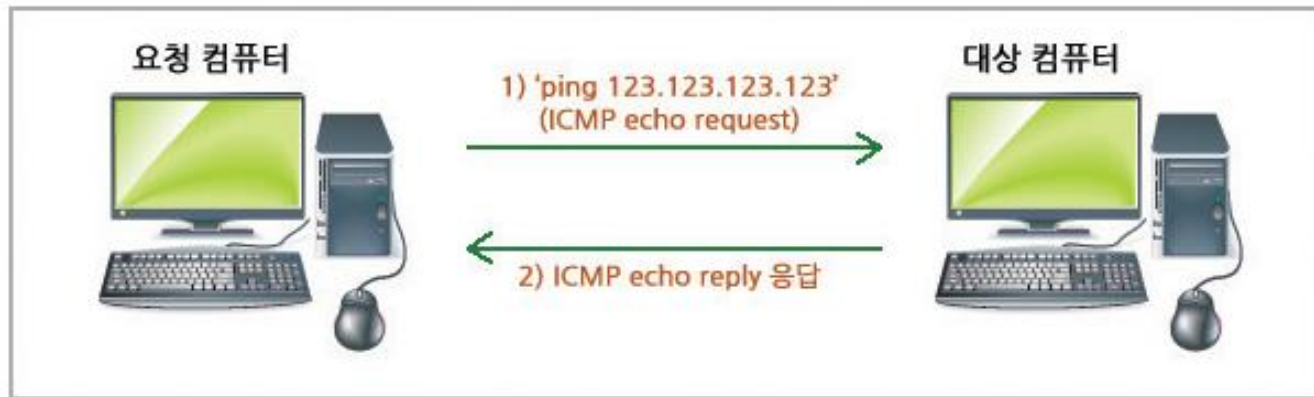 요청 컴퓨터
대상 컴퓨터
1) ‘ping 123.123.123.123’
(ICMP echo request)
2) ICMP echo reply 응답